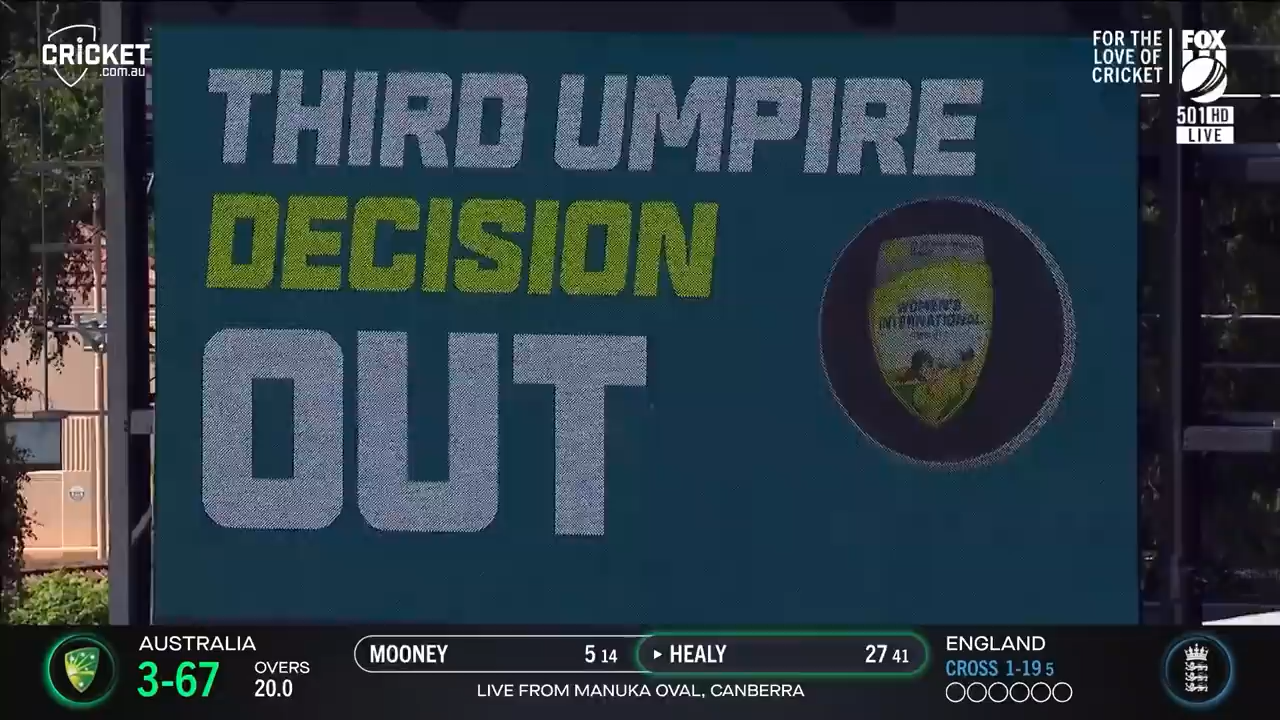 CRICKET
.com.au
FOR THE
LOVE OF
CRICKET
FOX
501 HD
LIVE
THIRD UMPIRE
DECISION
OUT
WOMEN'S
INTERNATIONAL
AUSTRALIA
3-67
OVERS
20.0
MOONEY 5 14
HEALY 27 41
LIVE FROM MANUKA OVAL, CANBERRA
ENGLAND
CROSS 1-19 5